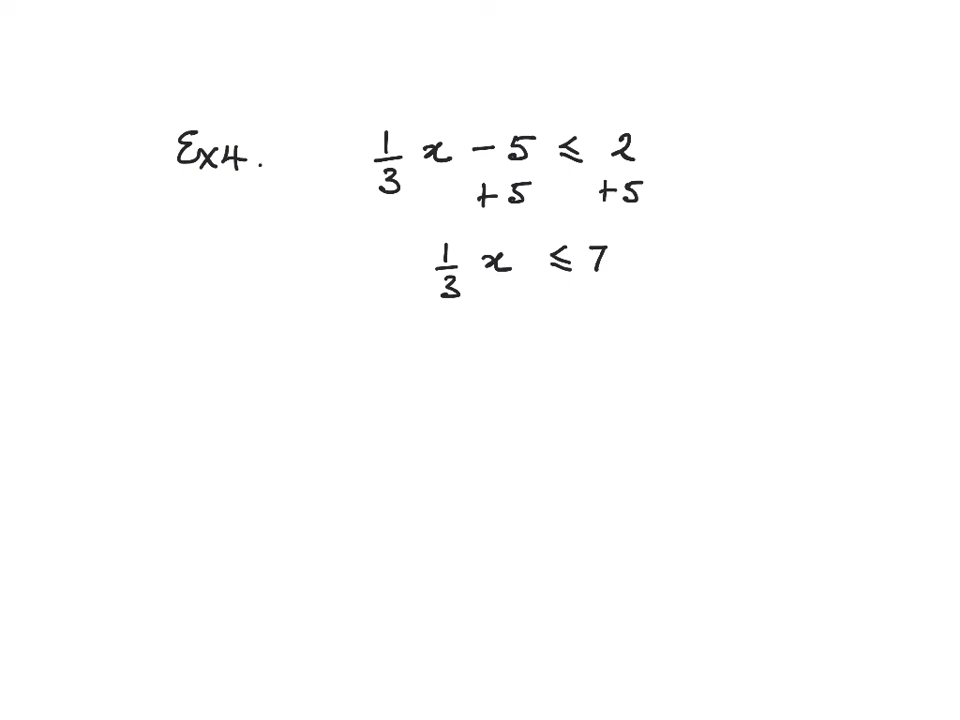 Ex4. 1/3 x - 5 ≤ 2
+5 +5
1/3 x ≤ 7